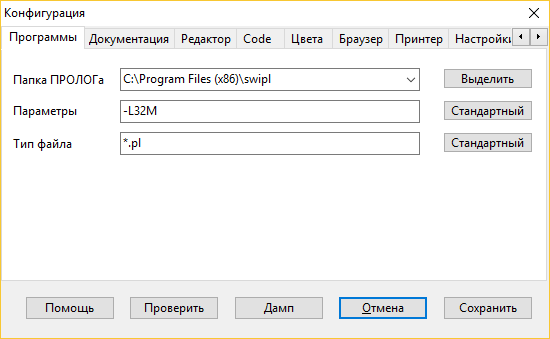 Конфигурация
Программы Документация Редактор Code Цвета Браузер Принтер Настройки
Папка ПРОЛОГа C:\Program Files (x86)\swipl Выделить
Параметры -L32M Стандартный
Тип файла *.pl Стандартный
Помощь Проверить Дамп Отмена Сохранить